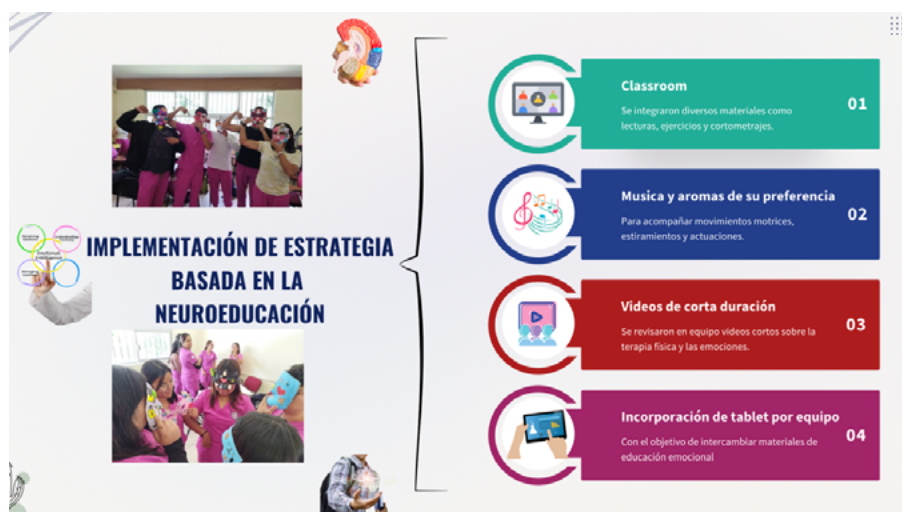 IMPLEMENTACIÓN DE ESTRATEGIA
BASADA EN LA
NEUROEDUCACIÓN
Classroom
Se integraron diversos materiales como
lecturas, ejercicios y cortometrajes.
01
Musica y aromas de su preferencia
Para acompañar movimientos motrices,
estiramientos y actuaciones.
02
Videos de corta duración
Se revisaron en equipo videos cortos sobre la
terapia física y las emociones.
03
Incorporación de tablet por equipo
Con el objetivo de intercambiar materiales de
educación emocional
04